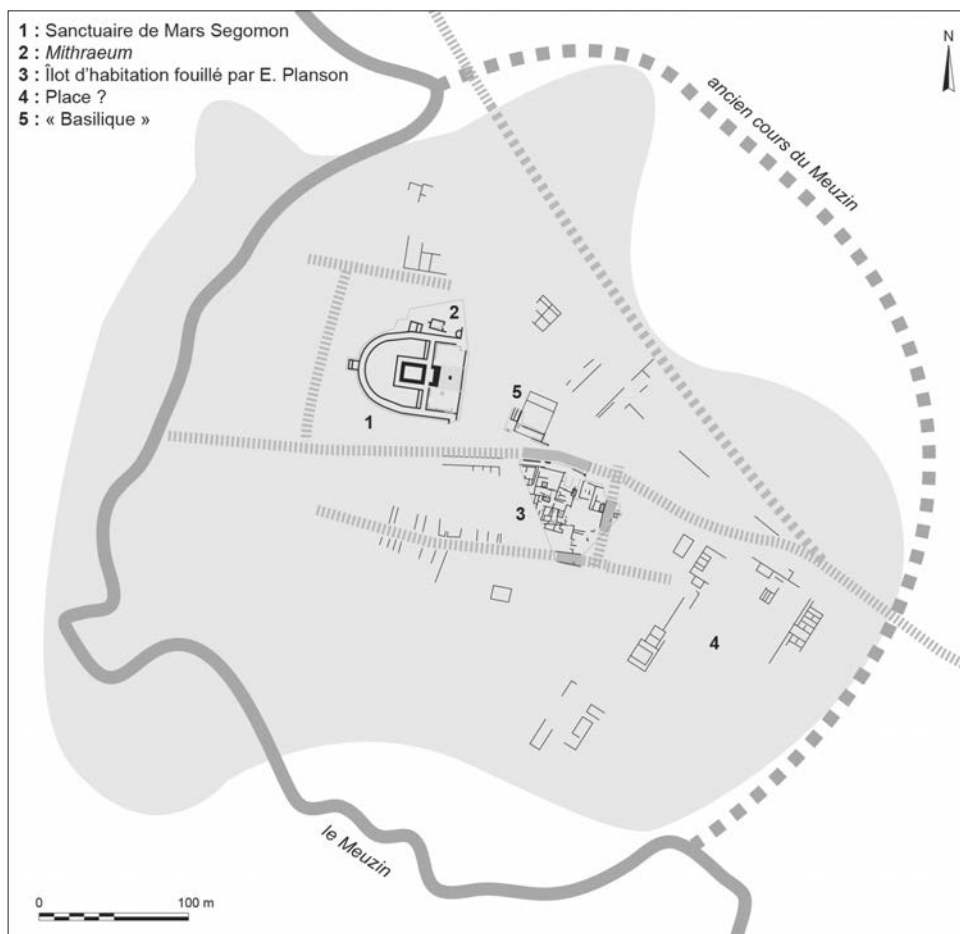 1 : Sanctuaire de Mars Segomon
2 : Mithraeum
3 : Îlot d'habitation fouillé par E. Planson
4 : Place ?
5 : « Basilique »
N
ancien cours du Meuzin
2
5
1
3
4
le Meuzin
0 100 m